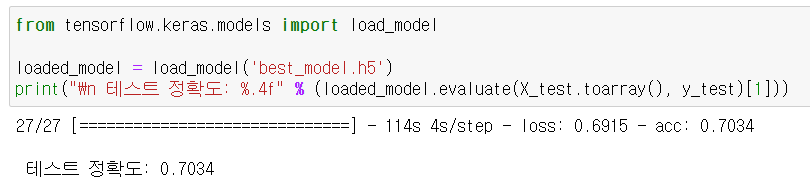 from tensorflow.keras.models import load_model
loaded_model = load_model('best_model.h5')
print("₩n 테스트 정확도: %.4f" % (loaded_model.evaluate(X_test.toarray(), y_test)[1]))
27/27 [==============================] - 114s 4s/step - loss: 0.6915 - acc: 0.7034
테스트 정확도: 0.7034